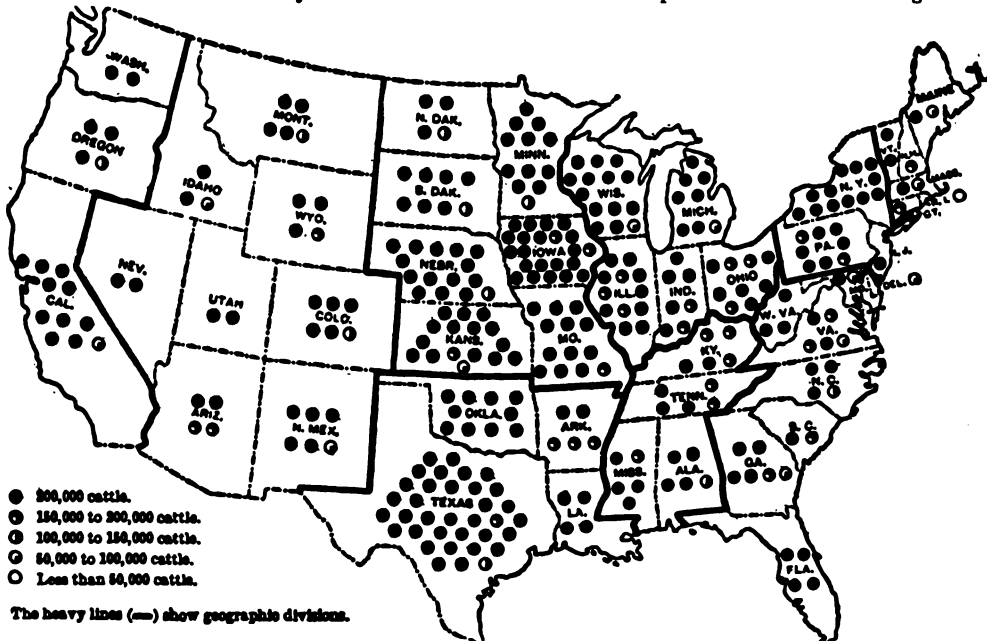 WASH.
OREGON
CAL.
NEV.
IDAHO
MONT.
WYO.
UTAH
COLO.
ARIZ.
N. MEX.
N. DAK.
S. DAK.
NEBR.
KANS.
OKLA.
TEXAS
MINN.
IOWA
MO.
ARK.
LA.
WIS.
ILL.
MICH.
IND.
OHIO
KY.
TENN.
MISS.
ALA.
GA.
FLA.
S. C.
N. C.
VA.
W. VA.
PA.
N. Y.
VT.
N.H.
MAINE
MASS.
R. I.
CT.
N. J.
DEL.
MD.
200,000 cattle.
150,000 to 200,000 cattle.
100,000 to 150,000 cattle.
50,000 to 100,000 cattle.
Less than 50,000 cattle.
The heavy lines (━) show geographic divisions.